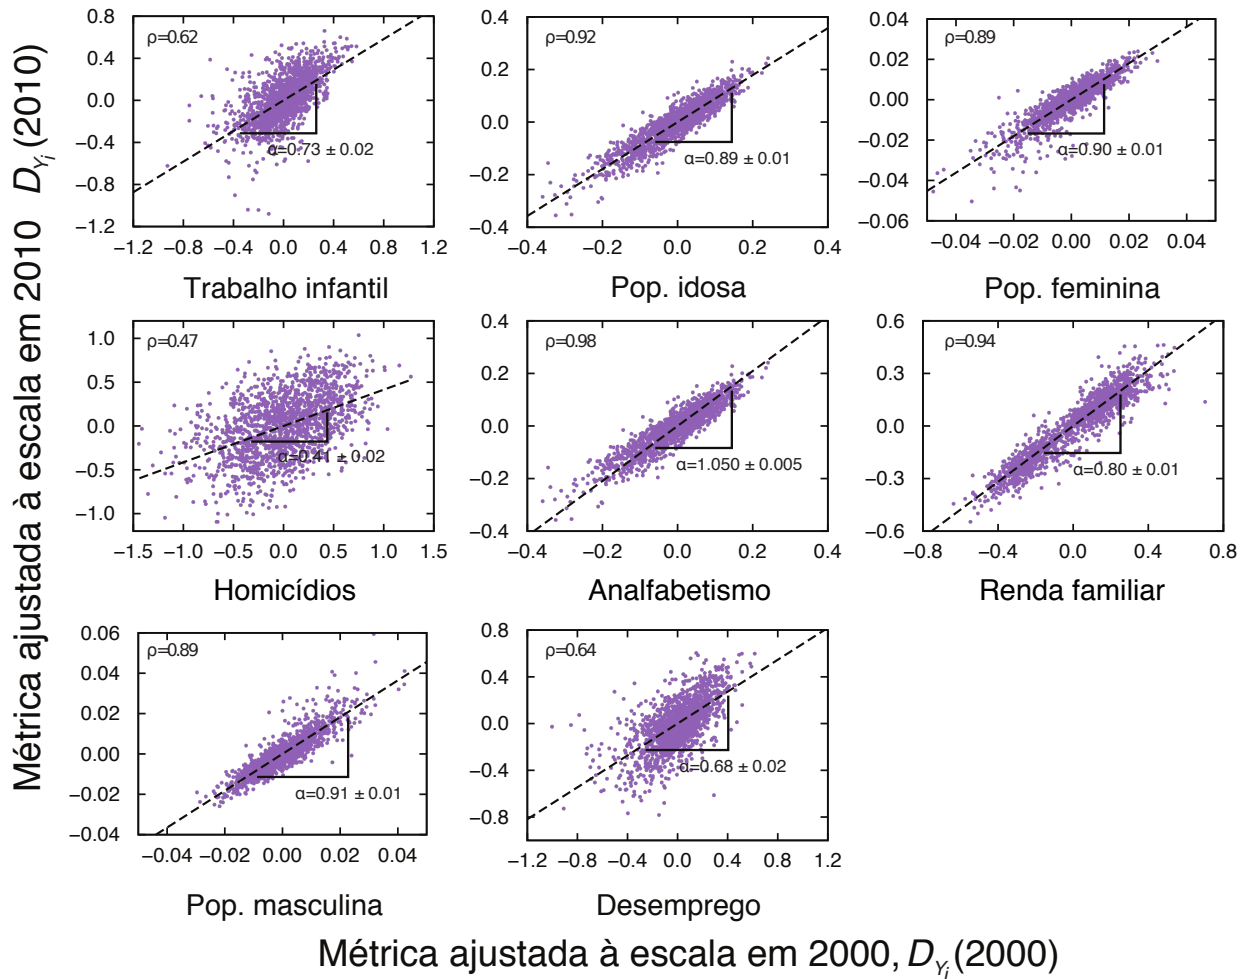 Métrica ajustada à escala em 2010 D_{Y_i}(2010)
ρ=0.62
0.8
0.4
0.0
−0.4
−0.8
−1.2
α=0.73 ± 0.02
−1.2 −0.4 0.0 0.4 1.2
Trabalho infantil
ρ=0.92
0.4
0.2
0.0
−0.2
−0.4
α=0.89 ± 0.01
−0.4 −0.2 0.0 0.2 0.4
Pop. idosa
ρ=0.89
0.04
0.02
0.00
−0.02
−0.04
−0.06
α=0.90 ± 0.01
−0.04 −0.02 0.00 0.02 0.04
Pop. feminina
ρ=0.47
1.0
0.5
0.0
−0.5
−1.0
α=0.41 ± 0.02
−1.5 −1.0 −0.5 0.0 0.5 1.0 1.5
Homicídios
ρ=0.98
0.4
0.2
0.0
−0.2
−0.4
α=1.050 ± 0.005
−0.4 −0.2 0.0 0.2 0.4
Analfabetismo
ρ=0.94
0.6
0.3
0.0
−0.3
−0.6
α=0.80 ± 0.01
−0.8 −0.4 0.0 0.4 0.8
Renda familiar
ρ=0.89
0.06
0.04
0.02
0.00
−0.02
−0.04
α=0.91 ± 0.01
−0.04 −0.02 0.00 0.02 0.04
Pop. masculina
ρ=0.64
0.8
0.4
0.0
−0.4
−0.8
α=0.68 ± 0.02
−1.2 −0.8 −0.4 0.0 0.4 0.8 1.2
Desemprego
Métrica ajustada à escala em 2000, D_{Y_i}(2000)